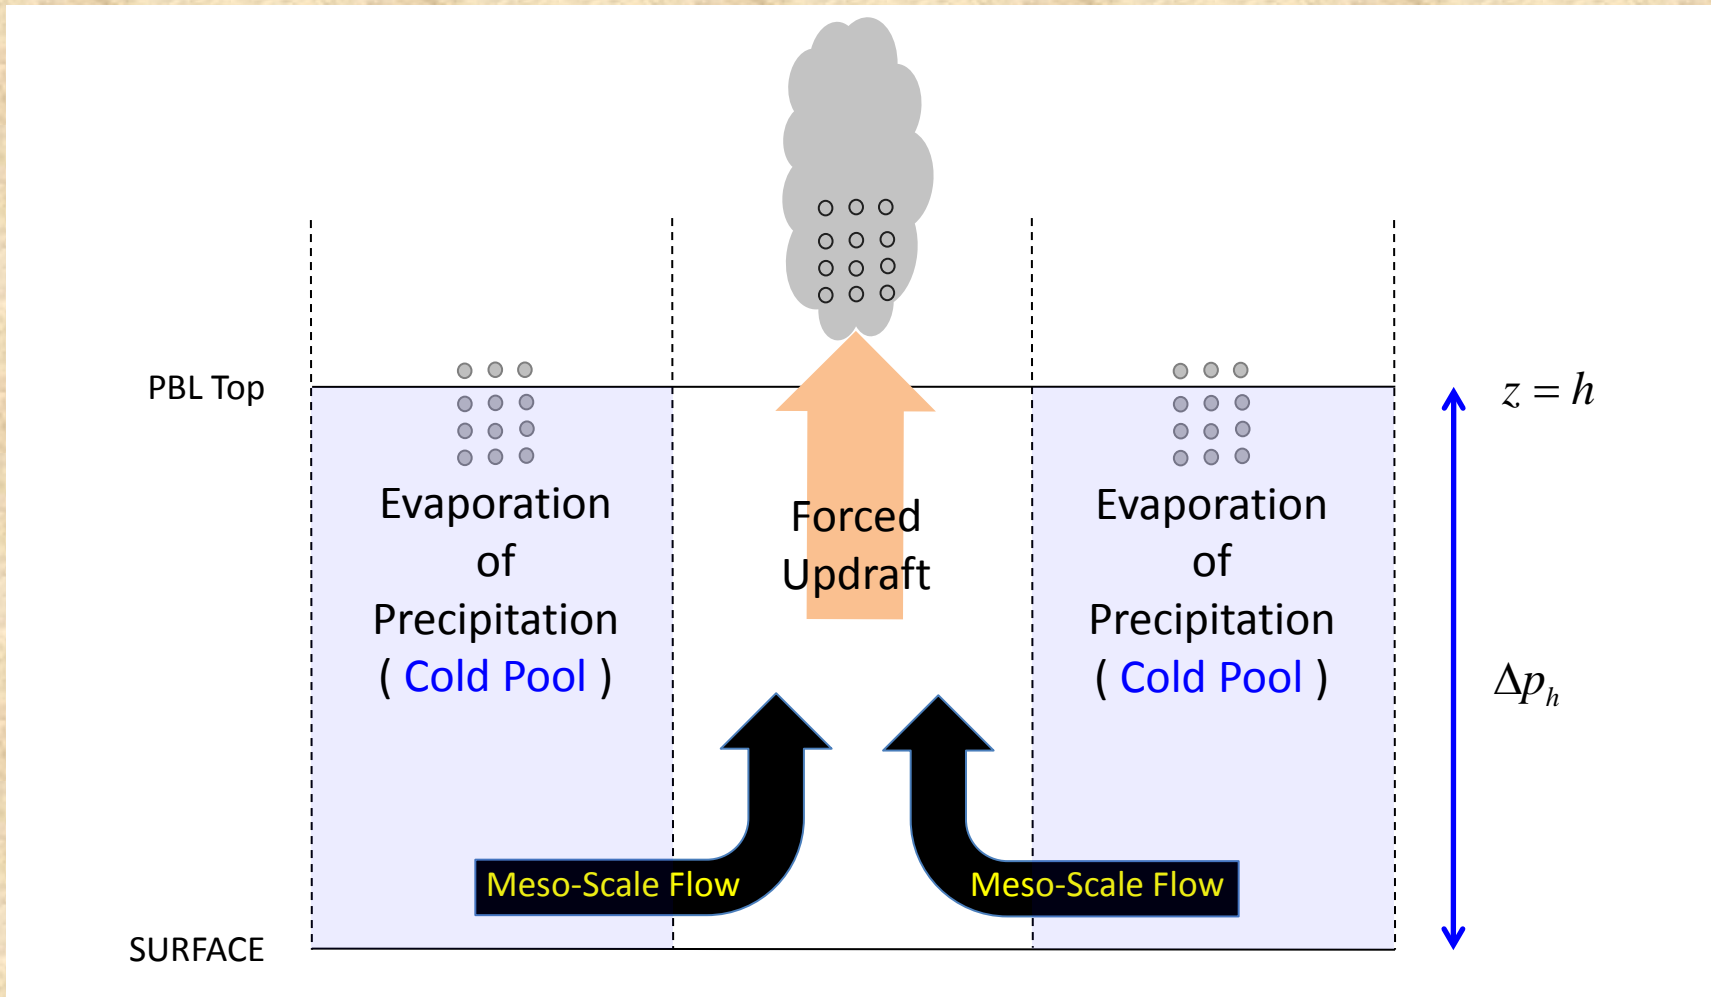 PBL Top
z = h
Evaporation
of
Precipitation
( Cold Pool )
Forced
Updraft
Evaporation
of
Precipitation
( Cold Pool )
Δpₕ
Meso-Scale Flow
Meso-Scale Flow
SURFACE